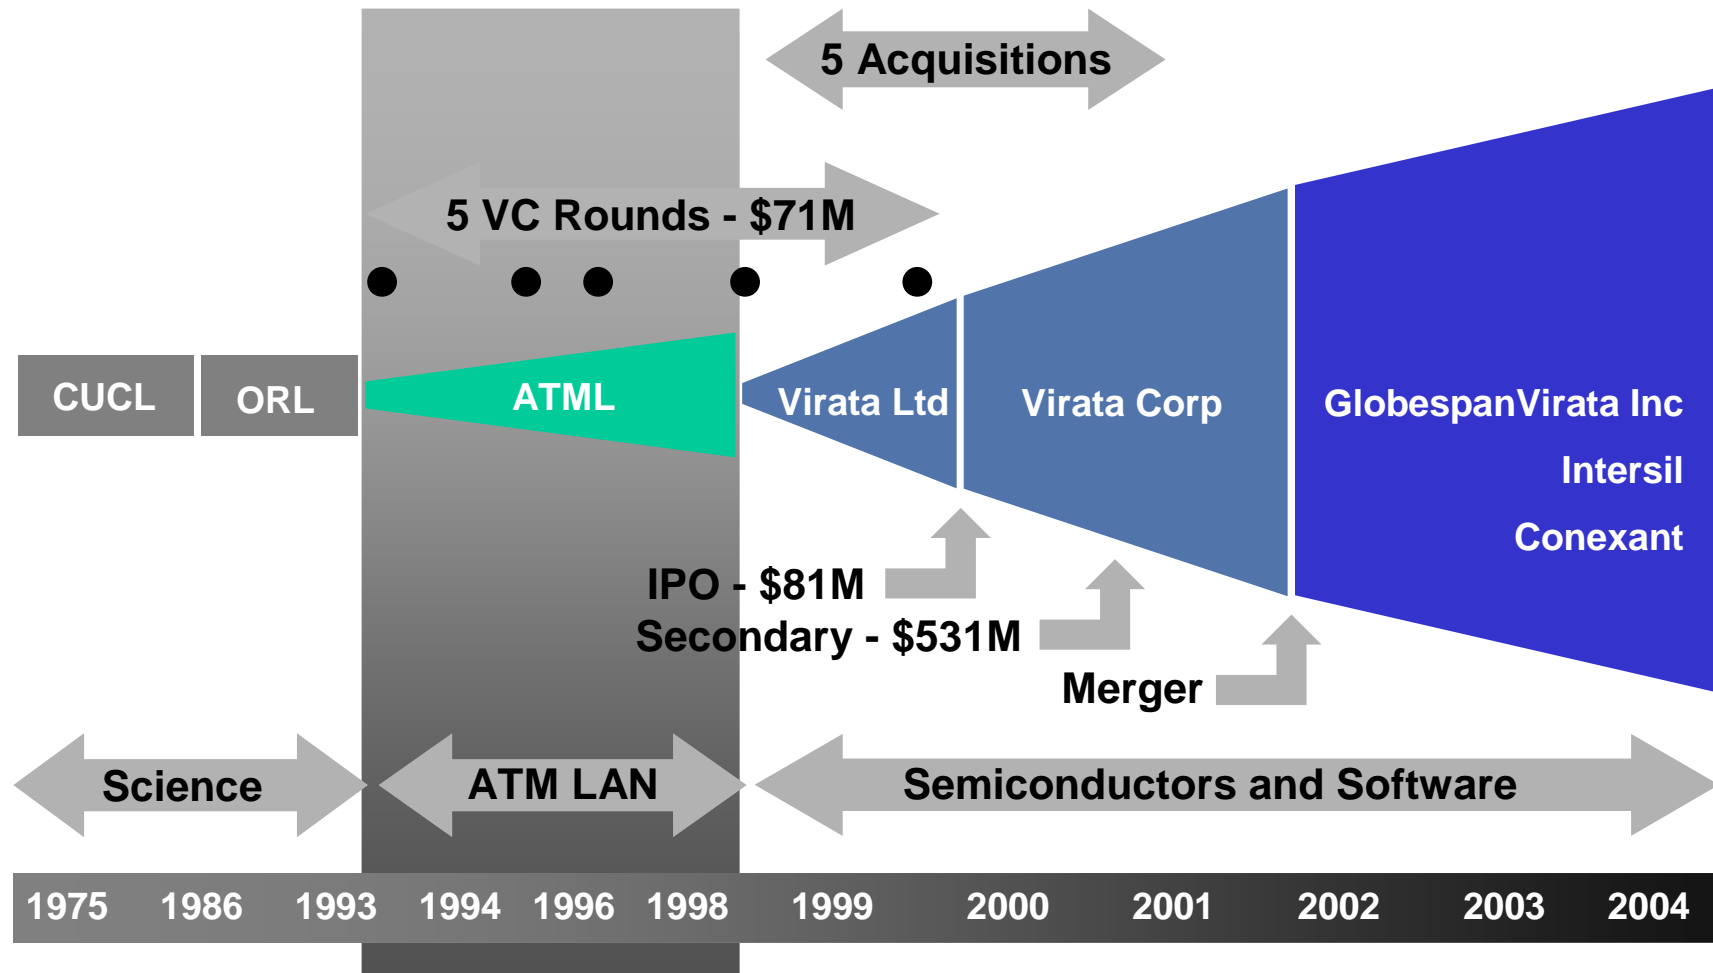 5 Acquisitions
5 VC Rounds - $71M
CUCL
ORL
ATML
Virata Ltd
Virata Corp
GlobespanVirata Inc
Intersil
Conexant
IPO - $81M
Secondary - $531M
Merger
Science
ATM LAN
Semiconductors and Software
1975 1986 1993 1994 1996 1998 1999 2000 2001 2002 2003 2004